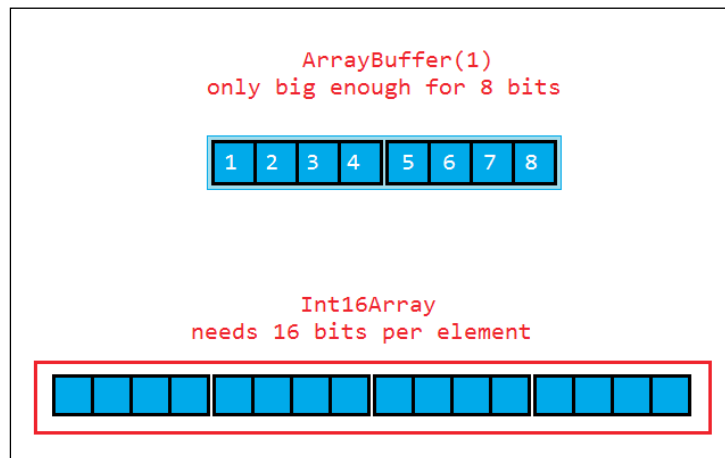 ArrayBuffer(1)
only big enough for 8 bits
1 2 3 4 5 6 7 8
Int16Array
needs 16 bits per element